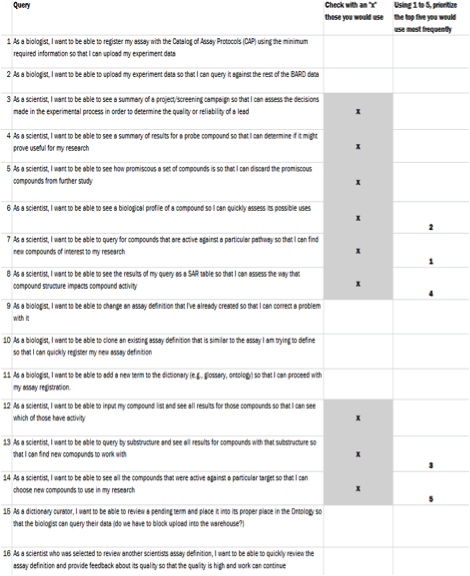 Query
Check with an "x"
those you would use
Using 1 to 5, prioritize
the top five you would
use most frequently
1 As a biologist, I want to be able to register my assay with the Catalog of Assay Protocols (CAP) using the minimum
required information so that I can upload my experiment data
2 As a biologist, I want to be able to upload my experiment data so that I can query it against the rest of the BARD data
3 As a scientist, I want to be able to see a summary of a project/screening campaign so that I can assess the decisions
made in the experimental process in order to determine the quality or reliability of a lead
x
4 As a scientist, I want to be able to see a summary of results for a probe compound so that I can determine if it might
prove useful for my research
x
5 As a scientist, I want to be able to see how promiscous a set of compounds is so that I can discard the promiscous
compounds from further study
x
6 As a scientist, I want to be able to see a biological profile of a compound so I can quickly assess its possible uses
x
2
7 As a scientist, I want to be able to query for compounds that are active against a particular pathway so that I can find
new compounds of interest to my research
x
1
8 As a scientist, I want to be able to see the results of my query as a SAR table so that I can assess the way that
compound structure impacts compound activity
x
4
9 As a biologist, I want to be able to change an assay definition that I've already created so that I can correct a problem
with it
10 As a biologist, I want to be able to clone an existing assay definition that is similar to the assay I am trying to define
so that I can quickly register my new assay definition
11 As a biologist, I want to be able to add a new term to the dictionary (e.g., glossary, ontology) so that I can proceed with
my assay registration.
12 As a scientist, I want to be able to input my compound list and see all results for those compounds so that I can see
which of those have activity
x
13 As a scientist, I want to be able to query by substructure and see all results for compounds with that substructure so
that I can find new comopunds to work with
x
3
14 As a scientist, I want to be able to see all the compounds that were active against a particular target so that I can
choose new compounds to use in my research
x
5
15 As a dictionary curator, I want to be able to review a pending term and place it into its proper place in the Ontology so
that the biologist can query their data (do we have to block upload into the warehouse?)
16 As a scientist who was selected to review another scientists assay definition, I want to be able to quickly review the
assay definition and provide feedback about its quality so that the quality is high and work can continue